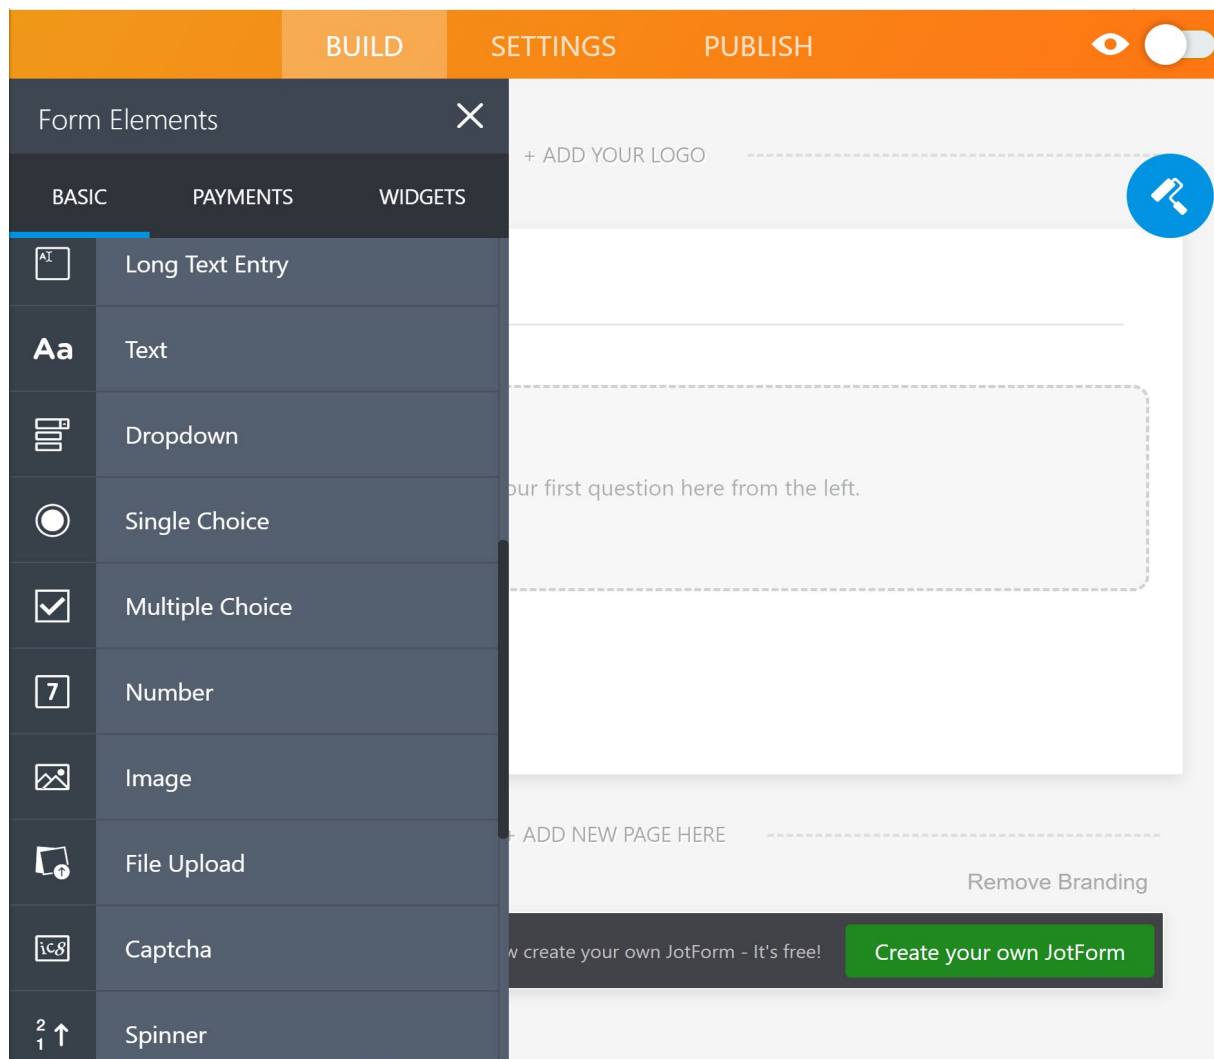 BUILD SETTINGS PUBLISH
Form Elements
BASIC PAYMENTS WIDGETS
Long Text Entry
Aa Text
Dropdown
Single Choice
Multiple Choice
7 Number
Image
File Upload
Captcha
Spinner
+ ADD YOUR LOGO
first question here from the left.
+ ADD NEW PAGE HERE
Remove Branding
create your own JotForm - It's free!
Create your own JotForm